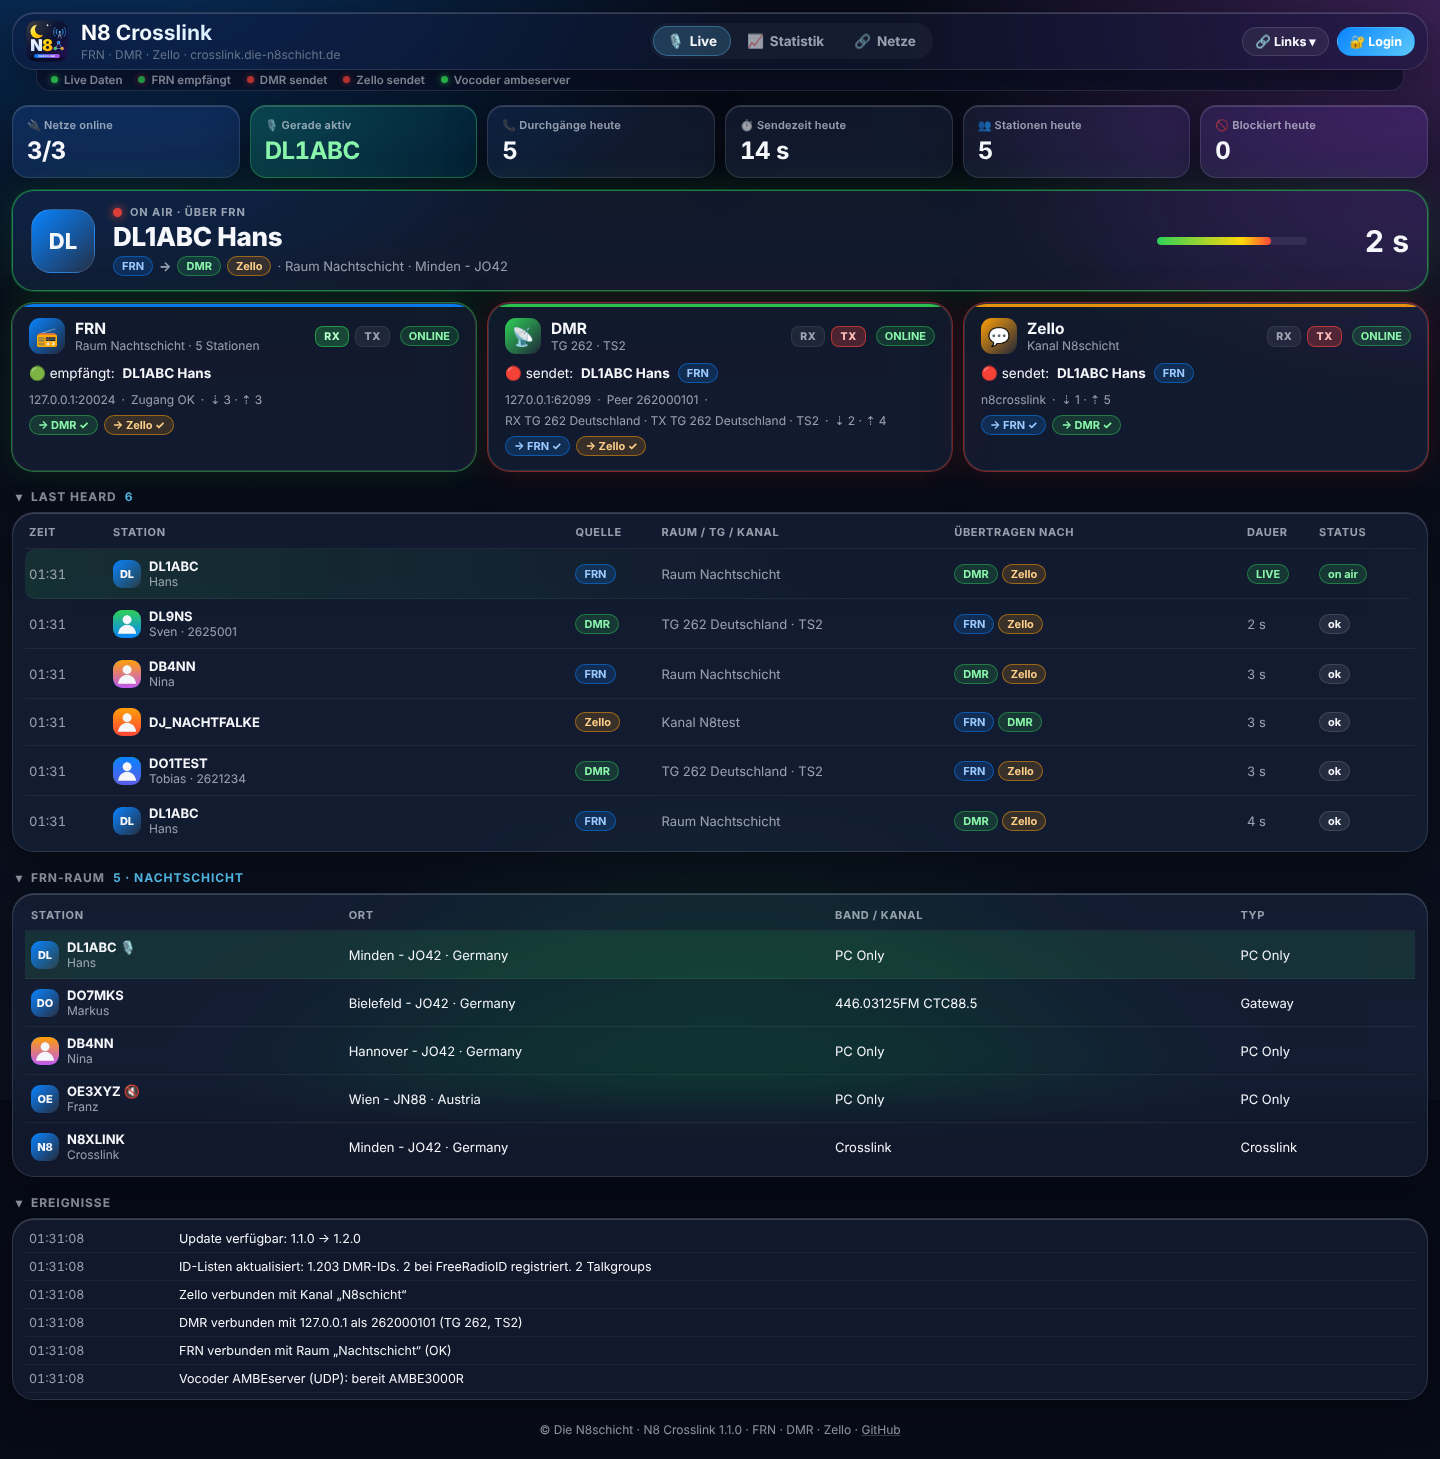 N8 Crosslink
FRN · DMR · Zello · crosslink.die-n8schicht.de
Live Statistik Netze
Links ▾ Login
Live Daten FRN empfängt DMR sendet Zello sendet Vocoder ambeserver
Netze online
3/3
Gerade aktiv
DL1ABC
Durchgänge heute
5
Sendezeit heute
14 s
Stationen heute
5
Blockiert heute
0
DL
ON AIR · ÜBER FRN
DL1ABC Hans
FRN → DMR Zello · Raum Nachtschicht · Minden - JO42
2 s
FRN
Raum Nachtschicht · 5 Stationen
RX TX ONLINE
empfängt: DL1ABC Hans
127.0.0.1:20024 · Zugang OK · ↓ 3 · ↑ 3
→ DMR ✓ → Zello ✓
DMR
TG 262 · TS2
RX TX ONLINE
sendet: DL1ABC Hans FRN
127.0.0.1:62099 · Peer 262000101 ·
RX TG 262 Deutschland · TX TG 262 Deutschland · TS2 · ↓ 2 · ↑ 4
→ FRN ✓ → Zello ✓
Zello
Kanal N8schicht
RX TX ONLINE
sendet: DL1ABC Hans FRN
n8crosslink · ↓ 1 · ↑ 5
→ FRN ✓ → DMR ✓
▾ LAST HEARD 6
ZEIT STATION QUELLE RAUM / TG / KANAL ÜBERTRAGEN NACH DAUER STATUS
01:31 DL DL1ABC Hans FRN Raum Nachtschicht DMR Zello LIVE on air
01:31 DL9NS Sven · 2625001 DMR TG 262 Deutschland · TS2 FRN Zello 2 s ok
01:31 DB4NN Nina FRN Raum Nachtschicht DMR Zello 3 s ok
01:31 DJ_NACHTFALKE Zello Kanal N8test FRN DMR 3 s ok
01:31 DO1TEST Tobias · 2621234 DMR TG 262 Deutschland · TS2 FRN Zello 3 s ok
01:31 DL DL1ABC Hans FRN Raum Nachtschicht DMR Zello 4 s ok
▾ FRN-RAUM 5 · NACHTSCHICHT
STATION ORT BAND / KANAL TYP
DL DL1ABC Hans Minden - JO42 · Germany PC Only PC Only
DO DO7MKS Markus Bielefeld - JO42 · Germany 446.03125FM CTC88.5 Gateway
DB4NN Nina Hannover - JO42 · Germany PC Only PC Only
OE OE3XYZ Franz Wien - JN88 · Austria PC Only PC Only
N8 N8XLINK Crosslink Minden - JO42 · Germany Crosslink Crosslink
▾ EREIGNISSE
01:31:08 Update verfügbar: 1.1.0 → 1.2.0
01:31:08 ID-Listen aktualisiert: 1.203 DMR-IDs. 2 bei FreeRadioID registriert. 2 Talkgroups
01:31:08 Zello verbunden mit Kanal „N8schicht“
01:31:08 DMR verbunden mit 127.0.0.1 als 262000101 (TG 262, TS2)
01:31:08 FRN verbunden mit Raum „Nachtschicht“ (OK)
01:31:08 Vocoder AMBEserver (UDP): bereit AMBE3000R
© Die N8schicht · N8 Crosslink 1.1.0 · FRN · DMR · Zello · GitHub